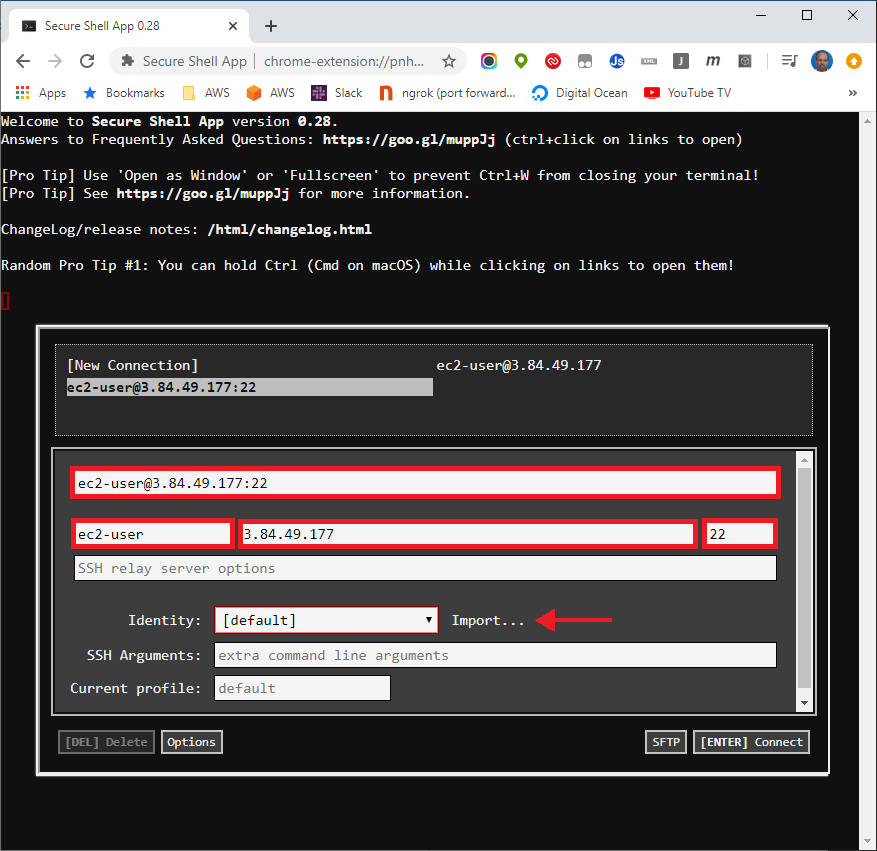 Secure Shell App 0.28
Secure Shell App | chrome-extension://pnh...
Apps Bookmarks AWS AWS Slack ngrok (port forward... Digital Ocean YouTube TV »
Welcome to Secure Shell App version 0.28.
Answers to Frequently Asked Questions: https://goo.gl/muppJj (ctrl+click on links to open)
[Pro Tip] Use 'Open as Window' or 'Fullscreen' to prevent Ctrl+W from closing your terminal!
[Pro Tip] See https://goo.gl/muppJj for more information.
ChangeLog/release notes: /html/changelog.html
Random Pro Tip #1: You can hold Ctrl (Cmd on macOS) while clicking on links to open them!
[New Connection] ec2-user@3.84.49.177
ec2-user@3.84.49.177:22
ec2-user@3.84.49.177:22
ec2-user 3.84.49.177 22
SSH relay server options
Identity: [default] Import...
SSH Arguments: extra command line arguments
Current profile: default
[DEL] Delete Options SFTP [ENTER] Connect